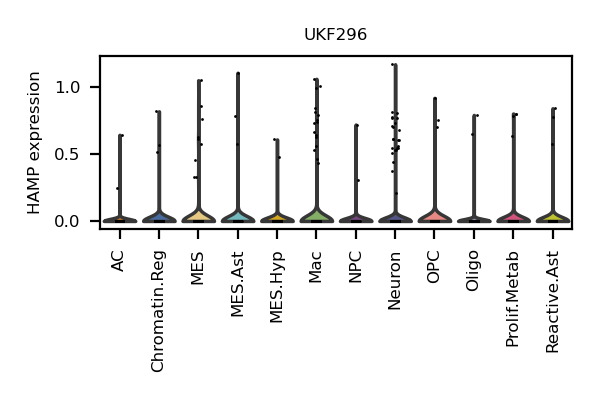 UKF296
HAMP expression
1.0
0.5
0.0
AC
Chromatin.Reg
MES
MES.Ast
MES.Hyp
Mac
NPC
Neuron
OPC
Oligo
Prolif.Metab
Reactive.Ast